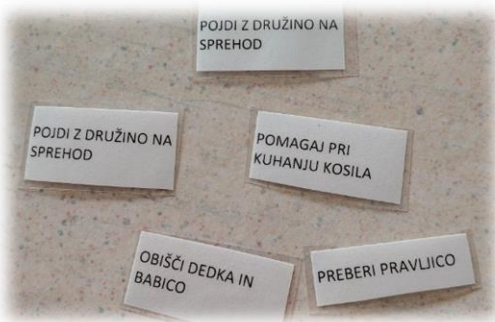 POJDI Z DRUŽINO NA
SPREHOD
POJDI Z DRUŽINO NA
SPREHOD
POMAGAJ PRI
KUHANJU KOSILA
OBIŠČI DEDKA IN
BABICO
PREBERI PRAVLJICO